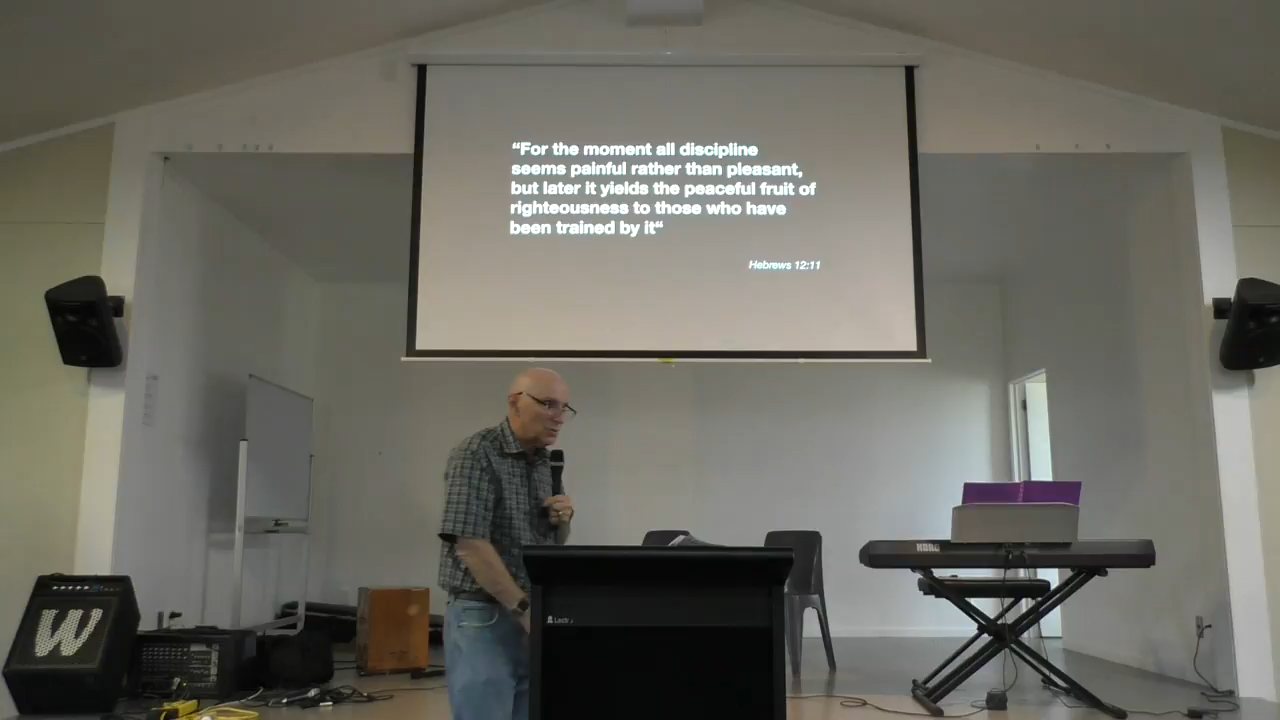 “For the moment all discipline
seems painful rather than pleasant,
but later it yields the peaceful fruit of
righteousness to those who have
been trained by it“
Hebrews 12:11
KORG
W